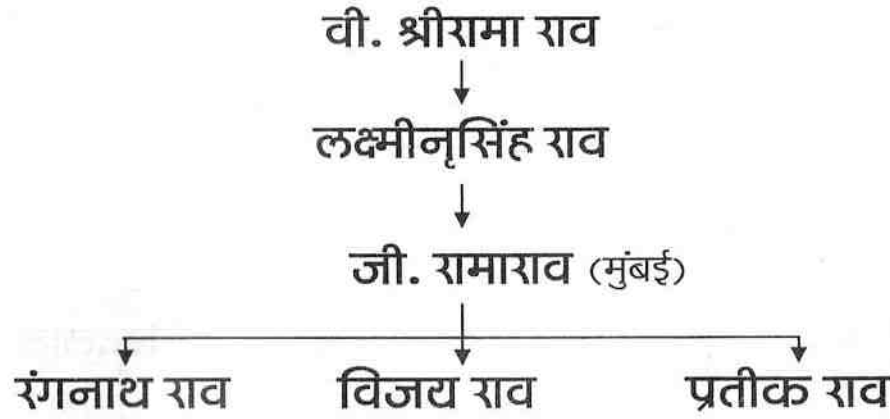 वी. श्रीरामा राव
लक्ष्मीनृसिंह राव
जी. रामाराव (मुंबई)
रंगनाथ राव विजय राव प्रतीक राव